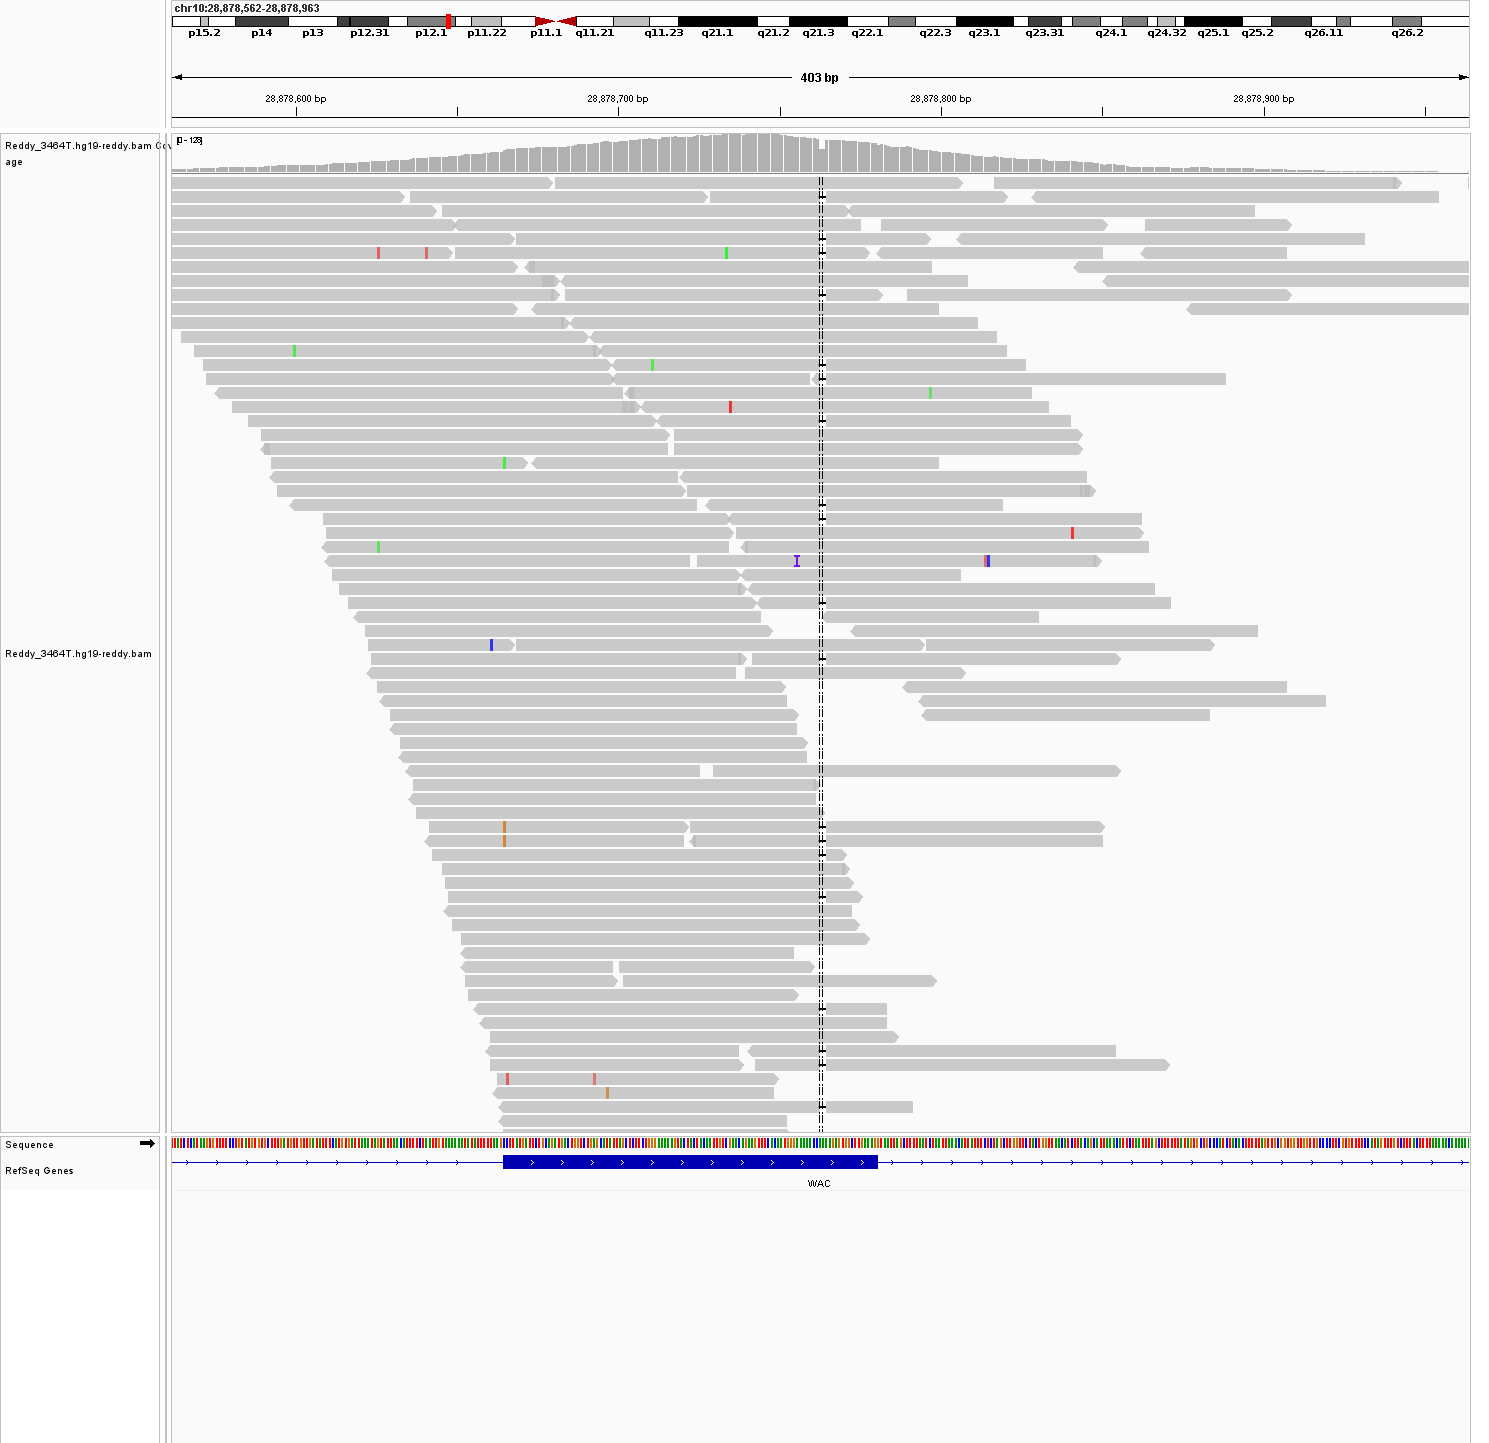 chr10:28,878,562-28,878,963
p15.2 p14 p13 p12.31 p12.1 p11.22 p11.1 q11.21 q11.23 q21.1 q21.2 q21.3 q22.1 q22.3 q23.1 q23.31 q24.1 q24.32 q25.1 q25.2 q26.11 q26.2
403 bp
28,878,600 bp 28,878,700 bp 28,878,800 bp 28,878,900 bp
[0 - 128]
Reddy_3464T.hg19-reddy.bam Cov
age
Reddy_3464T.hg19-reddy.bam
Sequence
RefSeq Genes
WAC